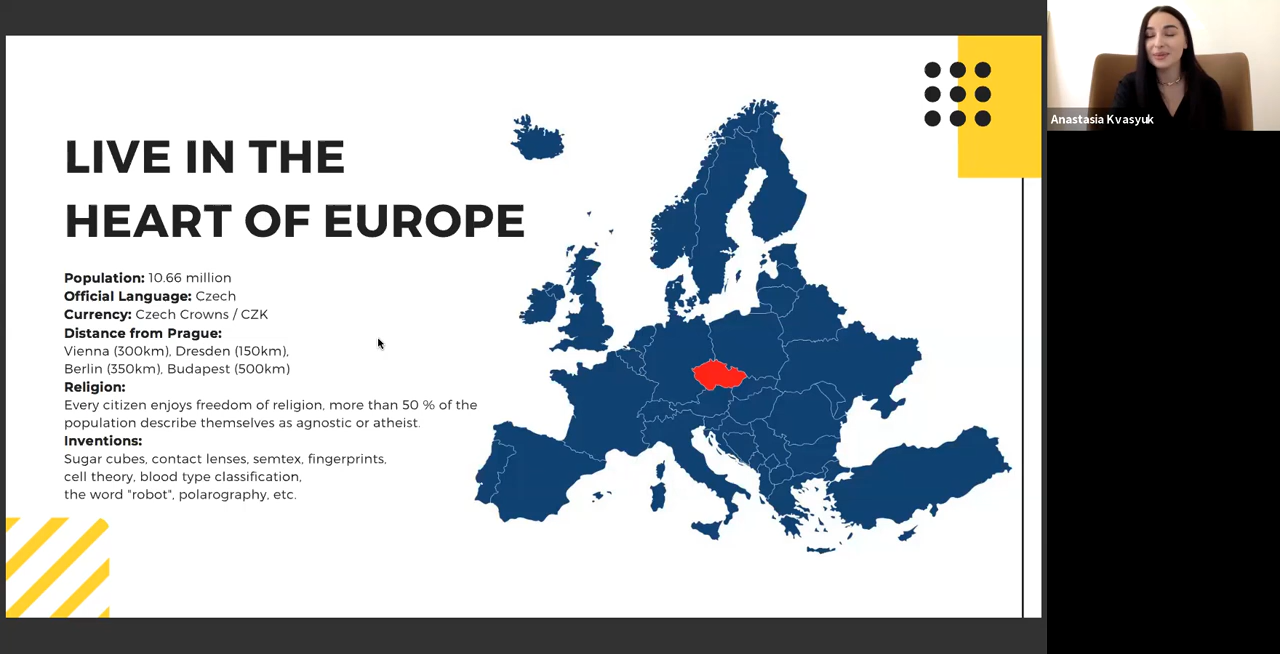 LIVE IN THE
HEART OF EUROPE
Population: 10.66 million
Official Language: Czech
Currency: Czech Crowns / CZK
Distance from Prague:
Vienna (300km), Dresden (150km),
Berlin (350km), Budapest (500km)
Religion:
Every citizen enjoys freedom of religion, more than 50 % of the
population describe themselves as agnostic or atheist.
Inventions:
Sugar cubes, contact lenses, semtex, fingerprints,
cell theory, blood type classification,
the word "robot", polarography, etc.
Anastasia Kvasyuk